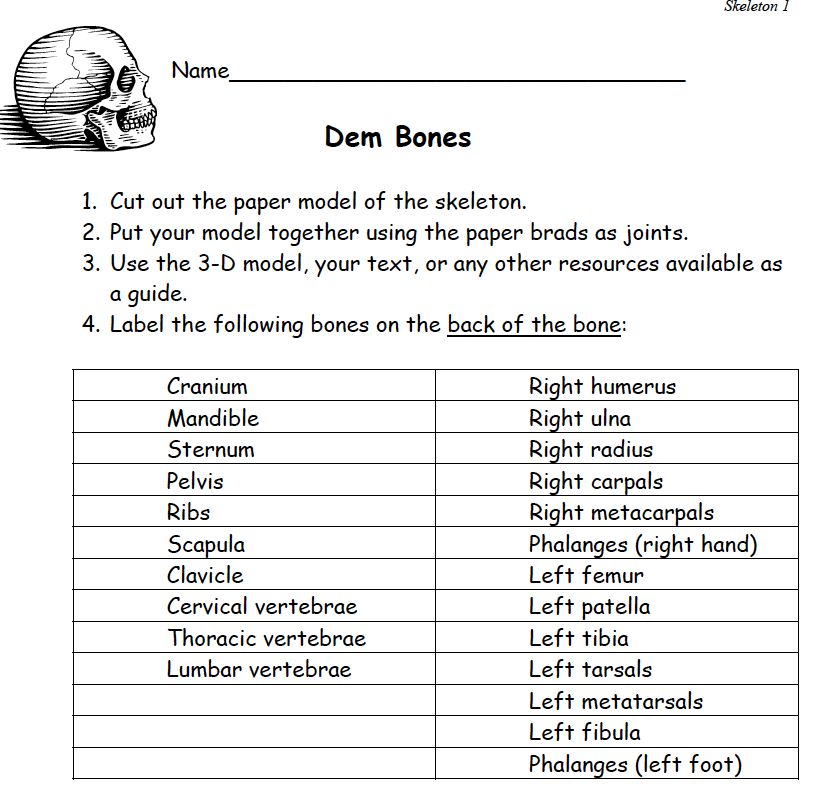 Skeleton 1
Name
Dem Bones
1. Cut out the paper model of the skeleton.
2. Put your model together using the paper brads as joints.
3. Use the 3-D model, your text, or any other resources available as
a guide.
4. Label the following bones on the back of the bone:
Cranium Right humerus
Mandible Right ulna
Sternum Right radius
Pelvis Right carpals
Ribs Right metacarpals
Scapula Phalanges (right hand)
Clavicle Left femur
Cervical vertebrae Left patella
Thoracic vertebrae Left tibia
Lumbar vertebrae Left tarsals
Left metatarsals
Left fibula
Phalanges (left foot)